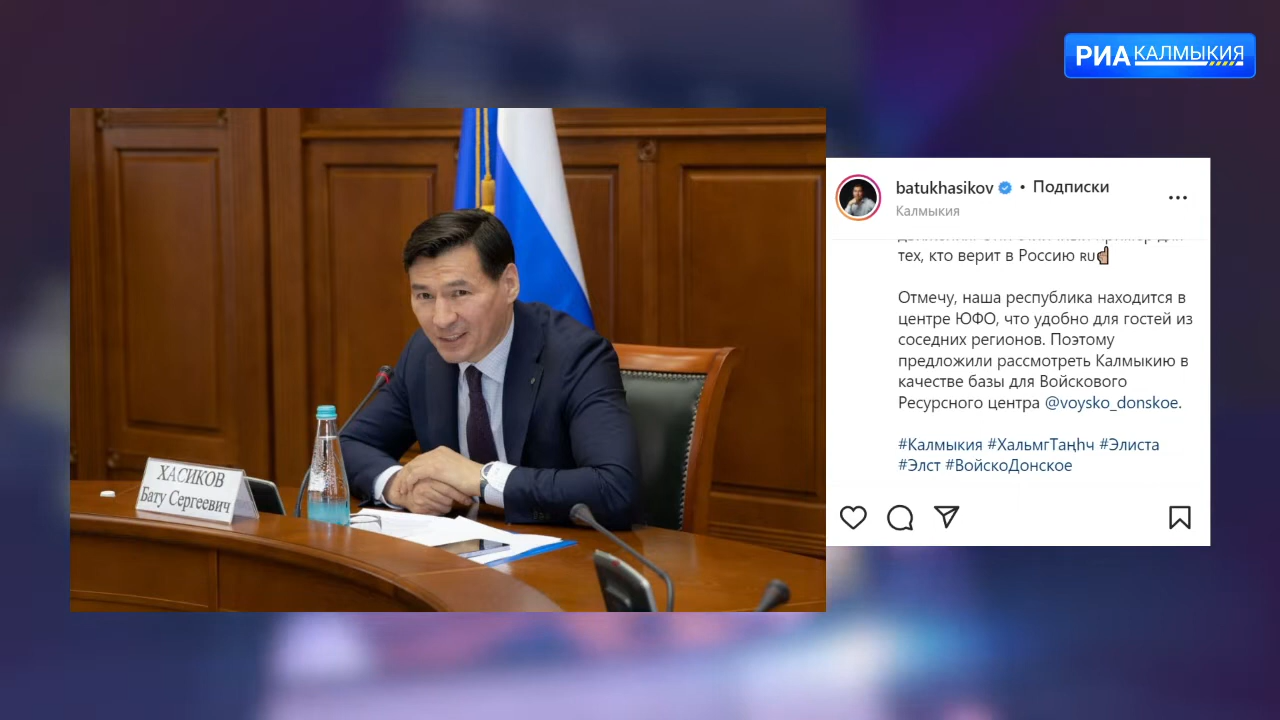 РИА КАЛМЫКИЯ
ХАСИКОВ
Бату Сергеевич
batukhasikov • Подписки
Калмыкия
тех, кто верит в Россию RU
Отмечу, наша республика находится в
центре ЮФО, что удобно для гостей из
соседних регионов. Поэтому
предложили рассмотреть Калмыкию в
качестве базы для Войскового
Ресурсного центра @voysko_donskoe.
#Калмыкия #ХальмгТаңһч #Элиста
#Элст #ВойскоДонское